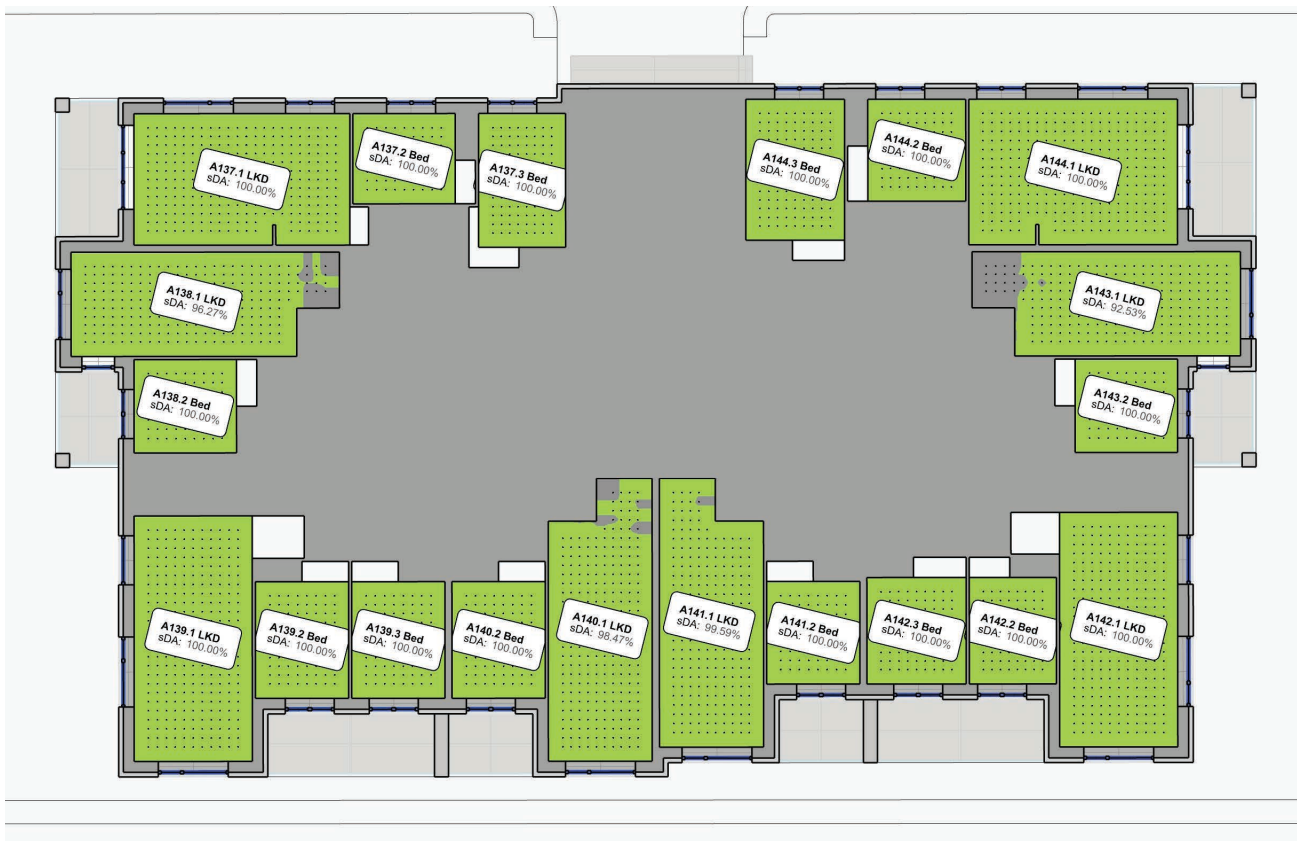 A137.1 LKD
sDA: 100.00%
A137.2 Bed
sDA: 100.00%
A137.3 Bed
sDA: 100.00%
A144.3 Bed
sDA: 100.00%
A144.2 Bed
sDA: 100.00%
A144.1 LKD
sDA: 100.00%
A138.1 LKD
sDA: 96.27%
A143.1 LKD
sDA: 92.53%
A138.2 Bed
sDA: 100.00%
A143.2 Bed
sDA: 100.00%
A139.1 LKD
sDA: 100.00%
A139.2 Bed
sDA: 100.00%
A139.3 Bed
sDA: 100.00%
A140.2 Bed
sDA: 100.00%
A140.1 LKD
sDA: 98.47%
A141.1 LKD
sDA: 99.59%
A141.2 Bed
sDA: 100.00%
A142.3 Bed
sDA: 100.00%
A142.2 Bed
sDA: 100.00%
A142.1 LKD
sDA: 100.00%